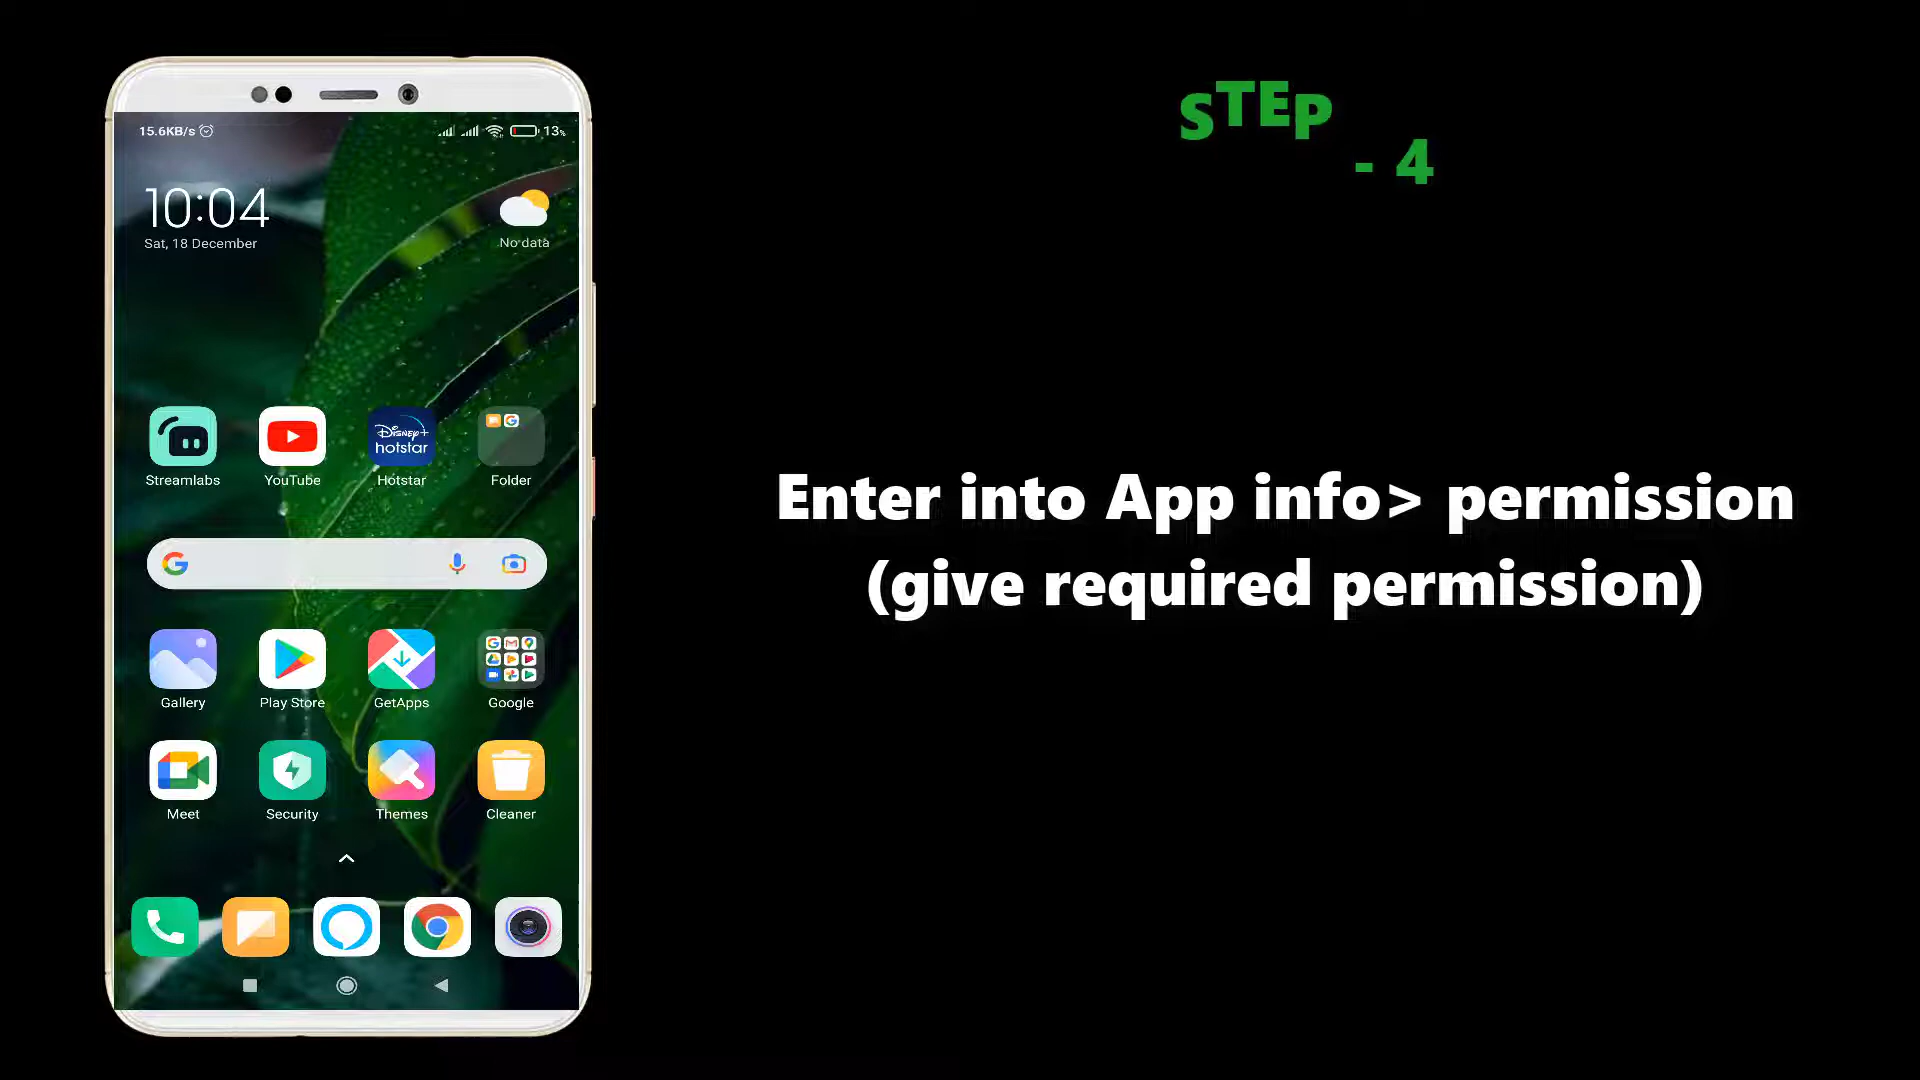 STEP
- 4
15.6KB/s 13%
10:04
Sat, 18 December
No data
Disney+
hotstar
Streamlabs YouTube Hotstar Folder
Enter into App info> permission
(give required permission)
Gallery Play Store GetApps Google
Meet Security Themes Cleaner